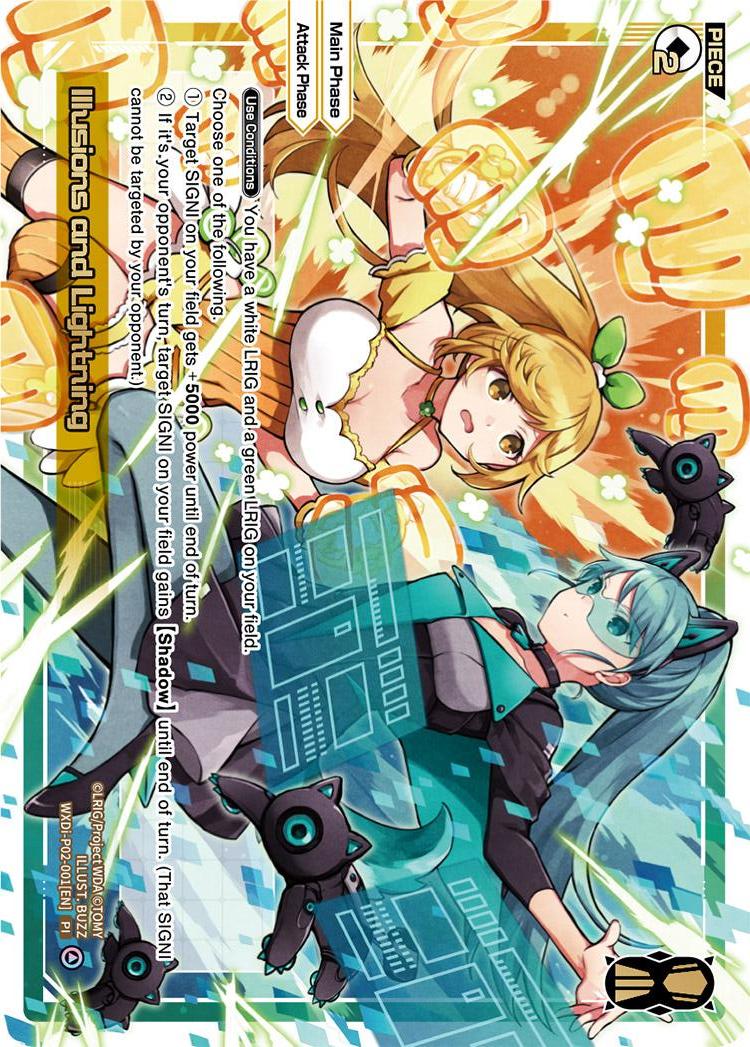 PIECE
2
Main Phase
Attack Phase
Use Conditions You have a white LRIG and a green LRIG on your field.
Choose one of the following.
① Target SIGNI on your field gets +5000 power until end of turn.
② If it's your opponent's turn, target SIGNI on your field gains [Shadow] until end of turn. (That SIGNI
cannot be targeted by your opponent.)
Illusions and Lightning
©LRIG/Project WDA ©TOMY
ILLUST. BUZZ
WXDi-P02-001[EN] PI